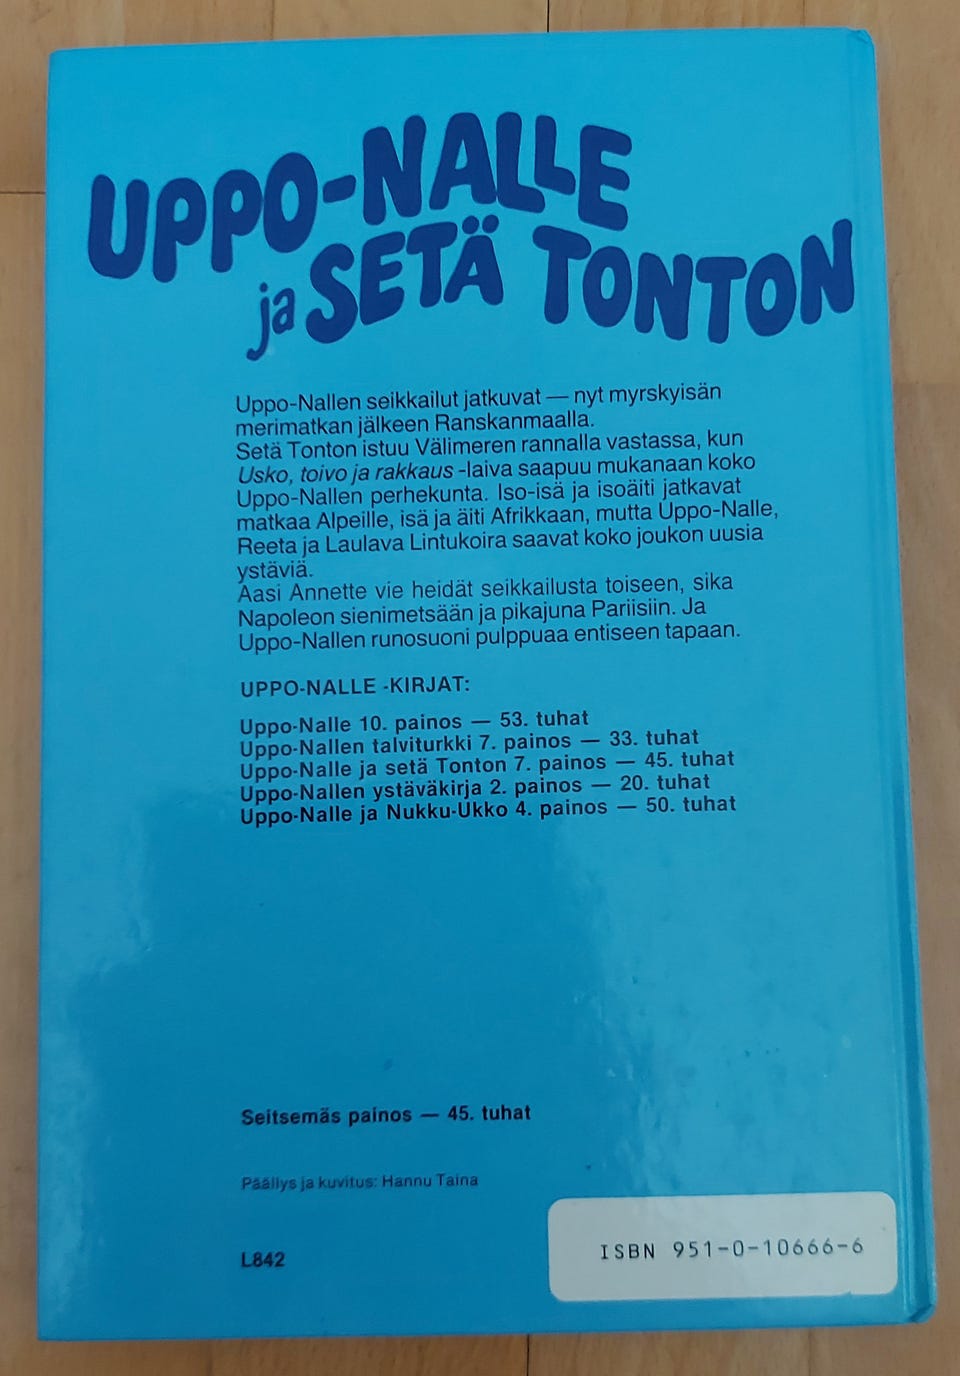 UPPO-NALLE
ja SETÄ TONTON
Uppo-Nallen seikkailut jatkuvat — nyt myrskyisän
merimatkan jälkeen Ranskanmaalla.
Setä Tonton istuu Välimeren rannalla vastassa, kun
Usko, toivo ja rakkaus -laiva saapuu mukanaan koko
Uppo-Nallen perhekunta. Iso-isä ja isoäiti jatkavat
matkaa Alpeille, isä ja äiti Afrikkaan, mutta Uppo-Nalle,
Reeta ja Laulava Lintukoira saavat koko joukon uusia
ystäviä.
Aasi Annette vie heidät seikkailusta toiseen, sika
Napoleon sienimetsään ja pikajuna Pariisiin. Ja
Uppo-Nallen runosuoni pulppuaa entiseen tapaan.
UPPO-NALLE -KIRJAT:
Uppo-Nalle 10. painos — 53. tuhat
Uppo-Nallen talviturkki 7. painos — 33. tuhat
Uppo-Nalle ja setä Tonton 7. painos — 45. tuhat
Uppo-Nallen ystäväkirja 2. painos — 20. tuhat
Uppo-Nalle ja Nukku-Ukko 4. painos — 50. tuhat
Seitsemäs painos — 45. tuhat
Päällys ja kuvitus: Hannu Taina
L842
ISBN 951-0-10666-6